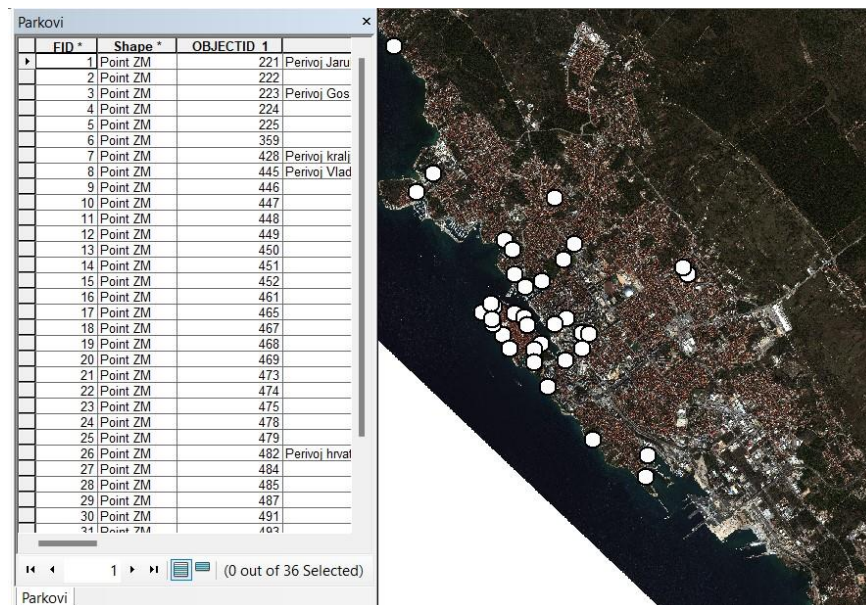 Parkovi ×
FID * Shape * OBJECTID_1
1 Point ZM 221 Perivoj Jaru
2 Point ZM 222
3 Point ZM 223 Perivoj Gos
4 Point ZM 224
5 Point ZM 225
6 Point ZM 359
7 Point ZM 428 Perivoj kralj
8 Point ZM 445 Perivoj Vlad
9 Point ZM 446
10 Point ZM 447
11 Point ZM 448
12 Point ZM 449
13 Point ZM 450
14 Point ZM 451
15 Point ZM 452
16 Point ZM 461
17 Point ZM 465
18 Point ZM 467
19 Point ZM 468
20 Point ZM 469
21 Point ZM 473
22 Point ZM 474
23 Point ZM 475
24 Point ZM 478
25 Point ZM 479
26 Point ZM 482 Perivoj hrvat
27 Point ZM 484
28 Point ZM 485
29 Point ZM 487
30 Point ZM 491
31 Point ZM 493
1 (0 out of 36 Selected)
Parkovi